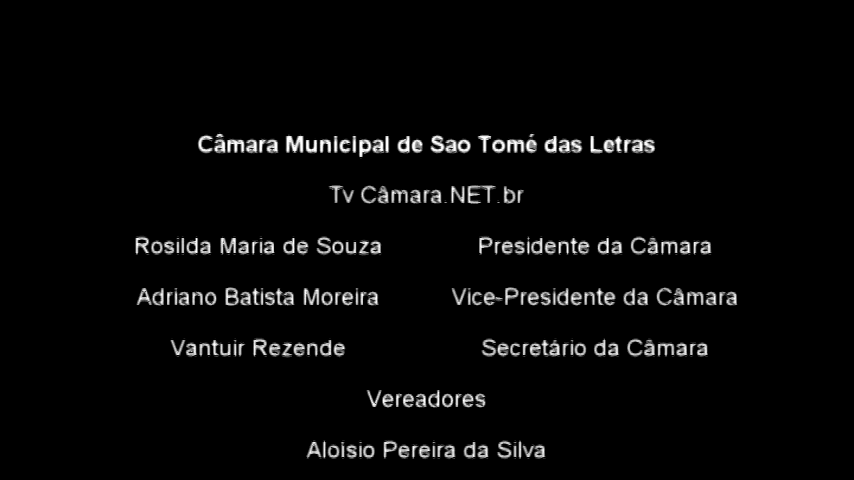 Câmara Municipal de Sao Tomé das Letras
Tv Câmara.NET.br
Rosilda Maria de Souza Presidente da Câmara
Adriano Batista Moreira Vice-Presidente da Câmara
Vantuir Rezende Secretário da Câmara
Vereadores
Aloisio Pereira da Silva